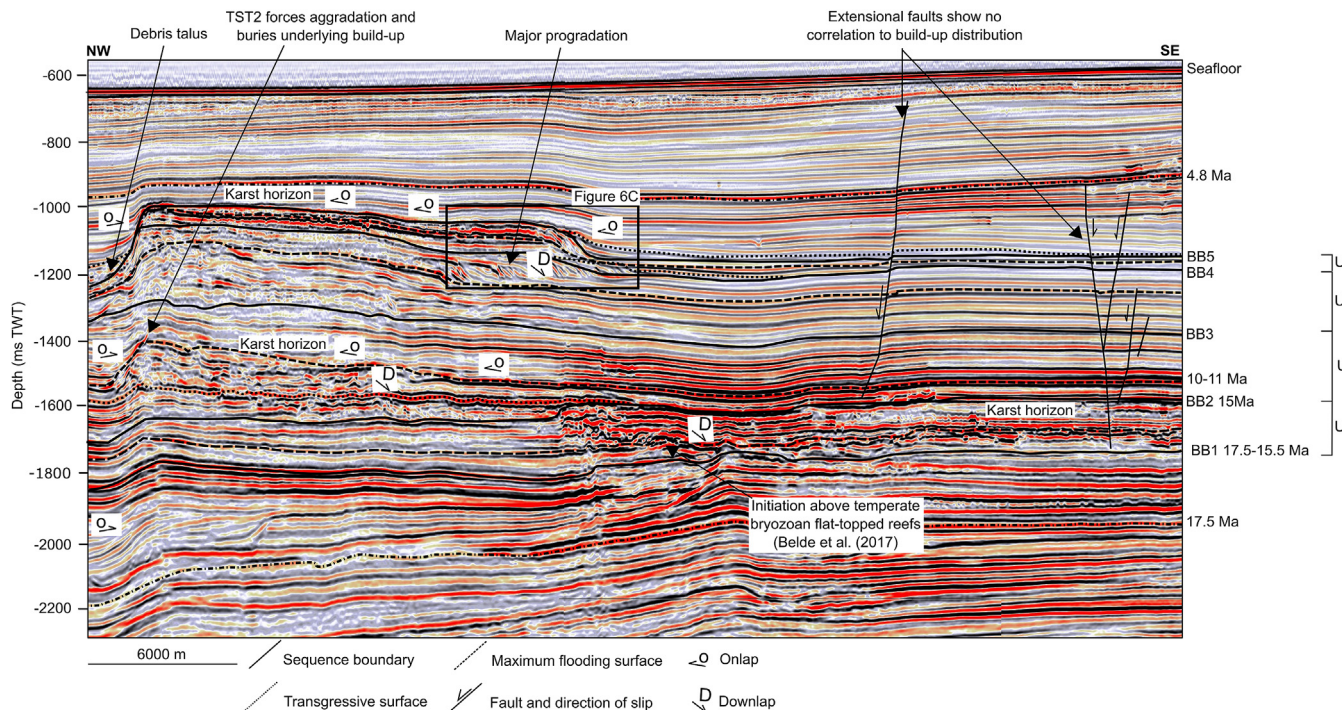 TST2 forces aggradation and
buries underlying build-up
Debris talus
Major progradation
Extensional faults show no
correlation to build-up distribution
NW
SE
Seafloor
-600
-800
-1000
-1200
-1400
-1600
-1800
-2000
-2200
Depth (ms TWT)
Karst horizon
O
O
O
Figure 6C
O
D
4.8 Ma
BB5
BB4
BB3
U
U
U
U
O
Karst horizon
O
O
D
10-11 Ma
BB2 15Ma
Karst horizon
D
BB1 17.5-15.5 Ma
Initiation above temperate
bryozoan flat-topped reefs
(Belde et al. (2017)
O
17.5 Ma
6000 m
Sequence boundary
Maximum flooding surface
O Onlap
Transgressive surface
Fault and direction of slip
D Downlap